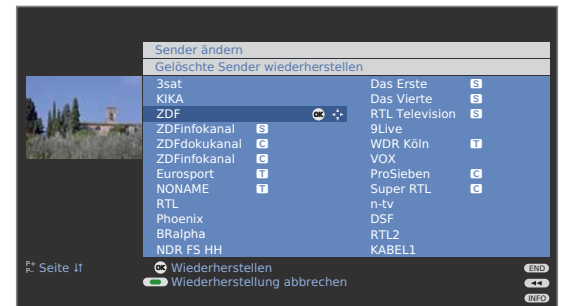 Sender ändern
Gelöschte Sender wiederherstellen
3sat
KIKA
ZDF OK
ZDFinfokanal S
ZDFdokukanal C
ZDFinfokanal C
Eurosport T
NONAME T
RTL
Phoenix
BRalpha
NDR FS HH
Das Erste S
Das Vierte S
RTL Television S
9Live
WDR Köln T
VOX
ProSieben C
Super RTL C
n-tv
DSF
RTL2
KABEL1
P+ P- Seite ↓↑
OK Wiederherstellen
Wiederherstellung abbrechen
END
INFO